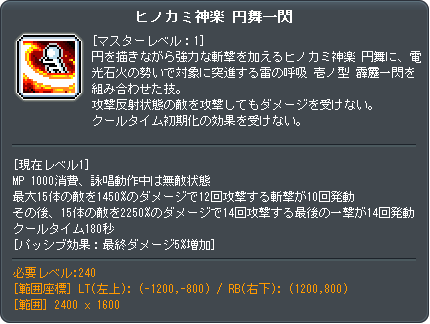 ヒノカミ神楽 円舞一閃
[マスターレベル：1]
円を描きながら強力な斬撃を加えるヒノカミ神楽 円舞に、電
光石火の勢いで対象に突進する雷の呼吸 壱ノ型 霹靂一閃を
組み合わせた技。
攻撃反射状態の敵を攻撃してもダメージを受けない。
クールタイム初期化の効果を受けない。
[現在レベル1]
MP 1000消費、詠唱動作中は無敵状態
最大15体の敵を1450%のダメージで12回攻撃する斬撃が10回発動
その後、15体の敵を2250%のダメージで14回攻撃する最後の一撃が14回発動
クールタイム180秒
[パッシブ効果：最終ダメージ5%増加]
必要レベル:240
[範囲座標] LT(左上): (-1200,-800) / RB(右下): (1200,800)
[範囲] 2400 x 1600